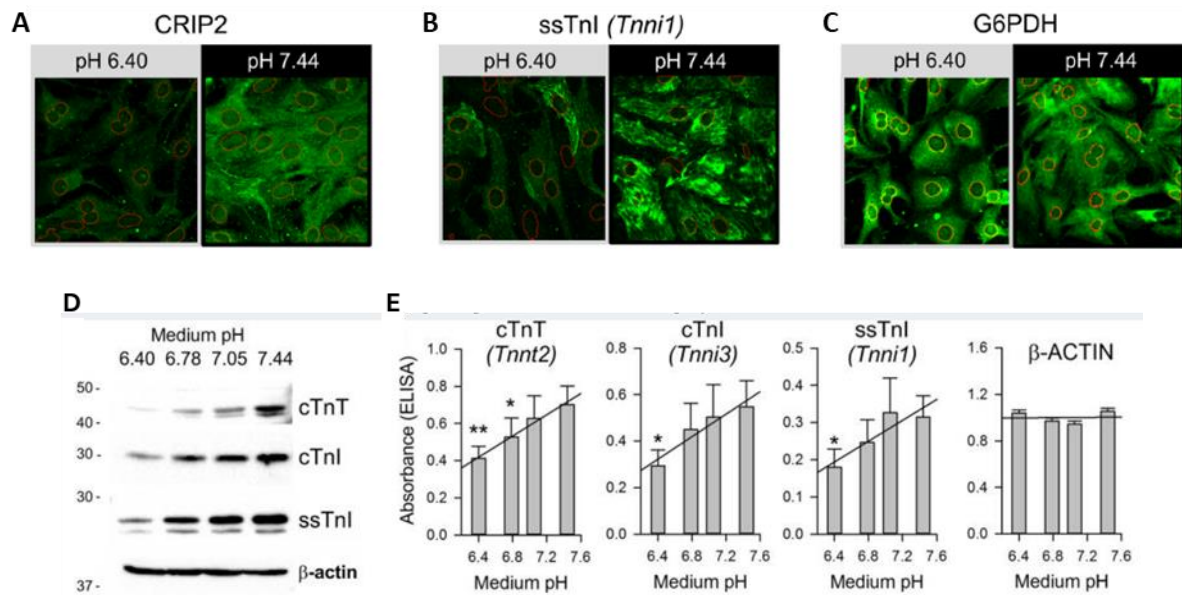 A CRIP2
pH 6.40 pH 7.44
B ssTnI (Tnni1)
pH 6.40 pH 7.44
C G6PDH
pH 6.40 pH 7.44
D
Medium pH
6.40 6.78 7.05 7.44
50 -
40 -
cTnT
30 -
cTnI
30 -
ssTnI
β-actin
37 -
E
cTnT
(Tnnt2)
Absorbance (ELISA)
1.0
0.8
0.6
0.4
0.2
0.0
** *
6.4 6.8 7.2 7.6
Medium pH
cTnI
(Tnni3)
0.8
0.6
0.4
0.2
0.0
*
6.4 6.8 7.2 7.6
Medium pH
ssTnI
(Tnni1)
0.5
0.4
0.3
0.2
0.1
0.0
*
6.4 6.8 7.2 7.6
Medium pH
β-ACTIN
1.5
1.2
0.9
0.6
0.3
0.0
6.4 6.8 7.2 7.6
Medium pH